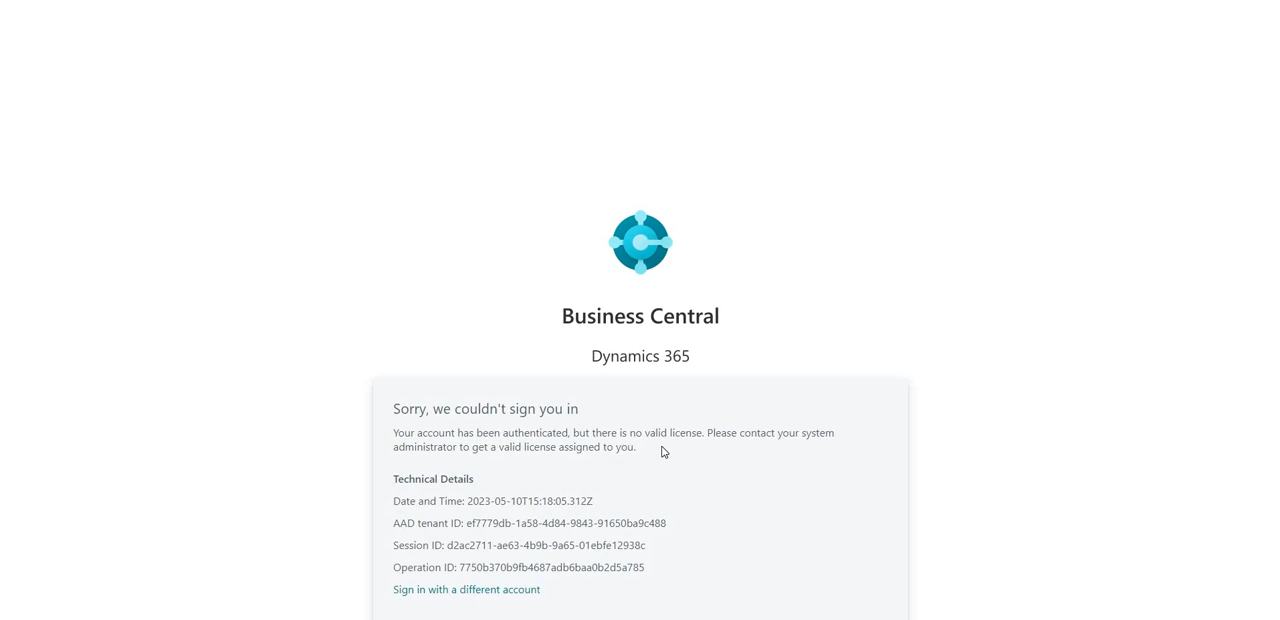 Business Central
Dynamics 365
Sorry, we couldn't sign you in
Your account has been authenticated, but there is no valid license. Please contact your system
administrator to get a valid license assigned to you.
Technical Details
Date and Time: 2023-05-10T15:18:05.312Z
AAD tenant ID: ef7779db-1a58-4d84-9843-91650ba9c488
Session ID: d2ac2711-ae63-4b9b-9a65-01ebfe12938c
Operation ID: 7750b370b9fb4687adb6baa0b2d5a785
Sign in with a different account